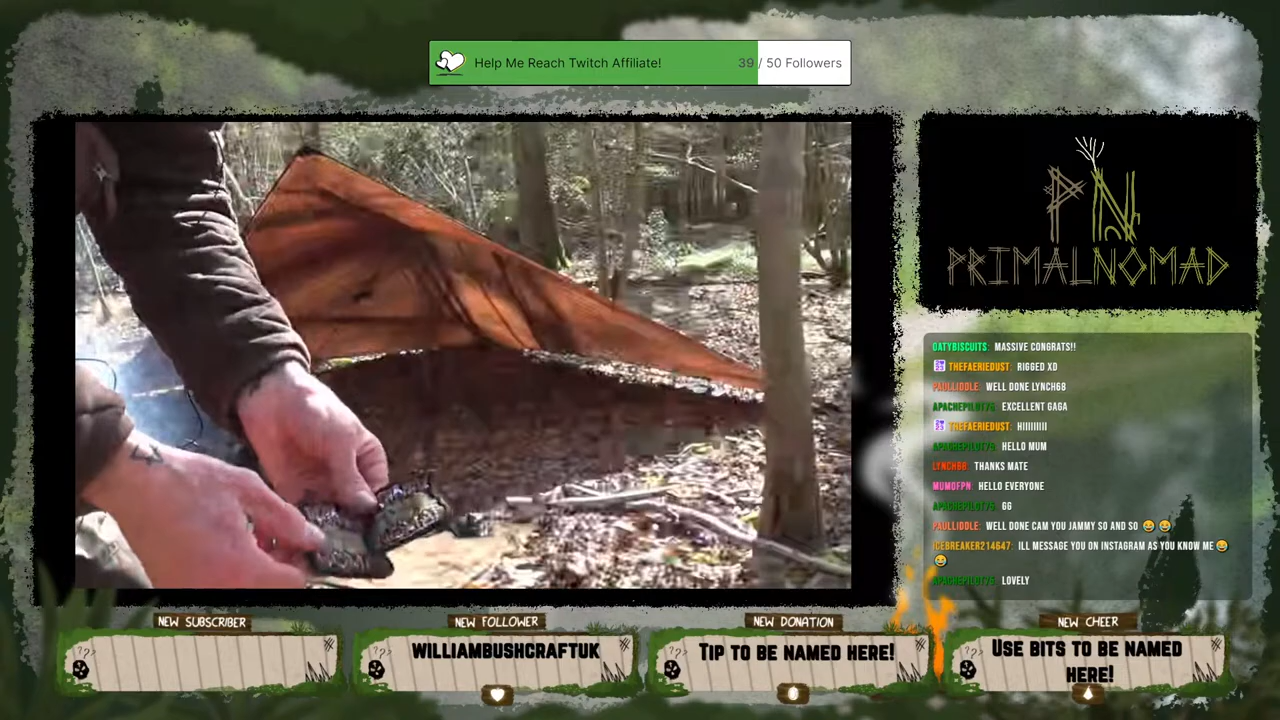 Help Me Reach Twitch Affiliate!
39 / 50 Followers
PN
PRIMALNOMAD
OATYBISCUITS: MASSIVE CONGRATS!!
THEFAERIEDUST: RIGGED XD
PAULLIDDLE: WELL DONE LYNCH68
APACHEPILOT75: EXCELLENT GAGA
THEFAERIEDUST: HIIIIIIIII
APACHEPILOT75: HELLO MUM
LYNCH68: THANKS MATE
MUMOFPN: HELLO EVERYONE
APACHEPILOT75: GG
PAULLIDDLE: WELL DONE CAM YOU JAMMY SO AND SO 😂 😂
ICEBREAKER214647: ILL MESSAGE YOU ON INSTAGRAM AS YOU KNOW ME 😂
😂
APACHEPILOT75: LOVELY
NEW SUBSCRIBER
NEW FOLLOWER
WILLIAMBUSHCRAFTUK
NEW DONATION
TIP TO BE NAMED HERE!
NEW CHEER
USE BITS TO BE NAMED
HERE!